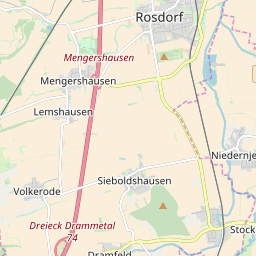 Rosdorf
Mengershausen
Mengershausen
Lemshausen
Niedernje
Sieboldshausen
Volkerode
Dreieck Drammetal
74
Stock
Dramfeld